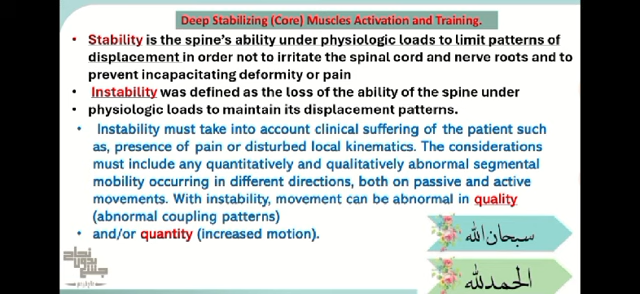 Deep Stabilizing (Core) Muscles Activation and Training.
• Stability is the spine's ability under physiologic loads to limit patterns of
displacement in order not to irritate the spinal cord and nerve roots and to
prevent incapacitating deformity or pain
• Instability was defined as the loss of the ability of the spine under
• physiologic loads to maintain its displacement patterns.
• Instability must take into account clinical suffering of the patient such
as, presence of pain or disturbed local kinematics. The considerations
must include any quantitatively and qualitatively abnormal segmental
mobility occurring in different directions, both on passive and active
movements. With instability, movement can be abnormal in quality
(abnormal coupling patterns)
• and/or quantity (increased motion).
سبحان الله
الحمد لله